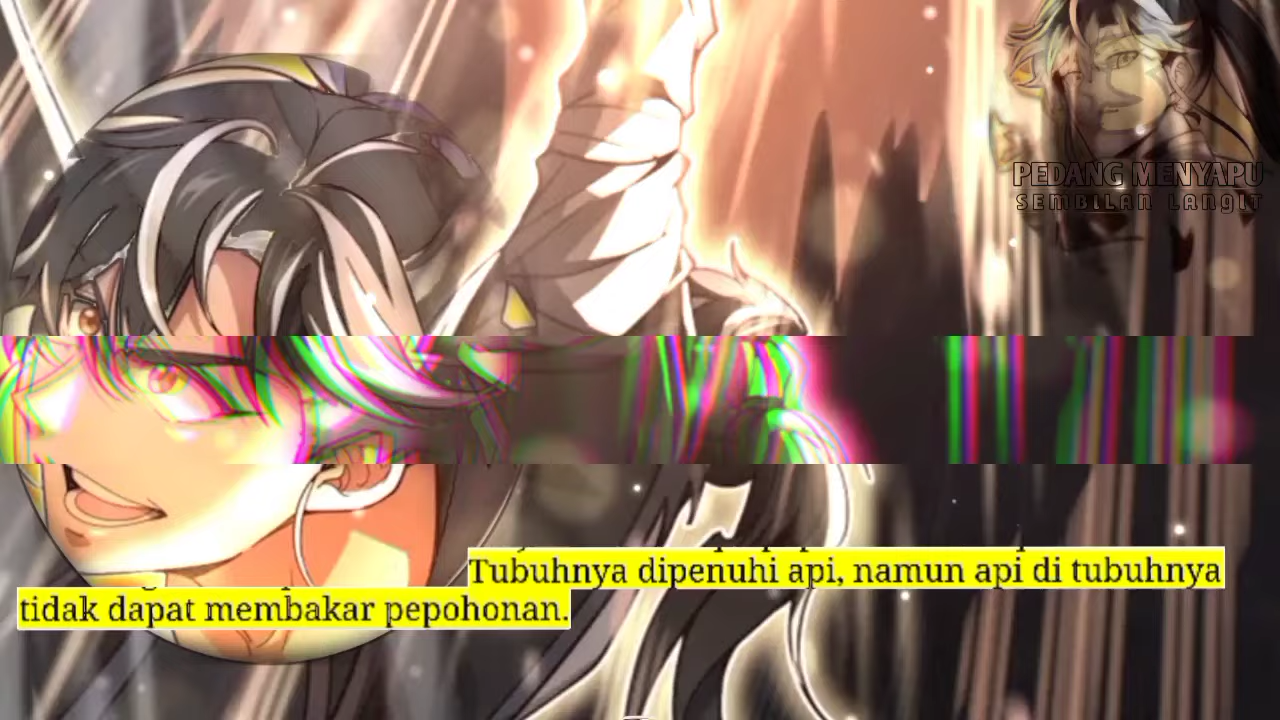 PEDANG MENYAPU
SEMBILAN LANGIT
Tubuhnya dipenuhi api, namun api di tubuhnya
tidak dapat membakar pepohonan.